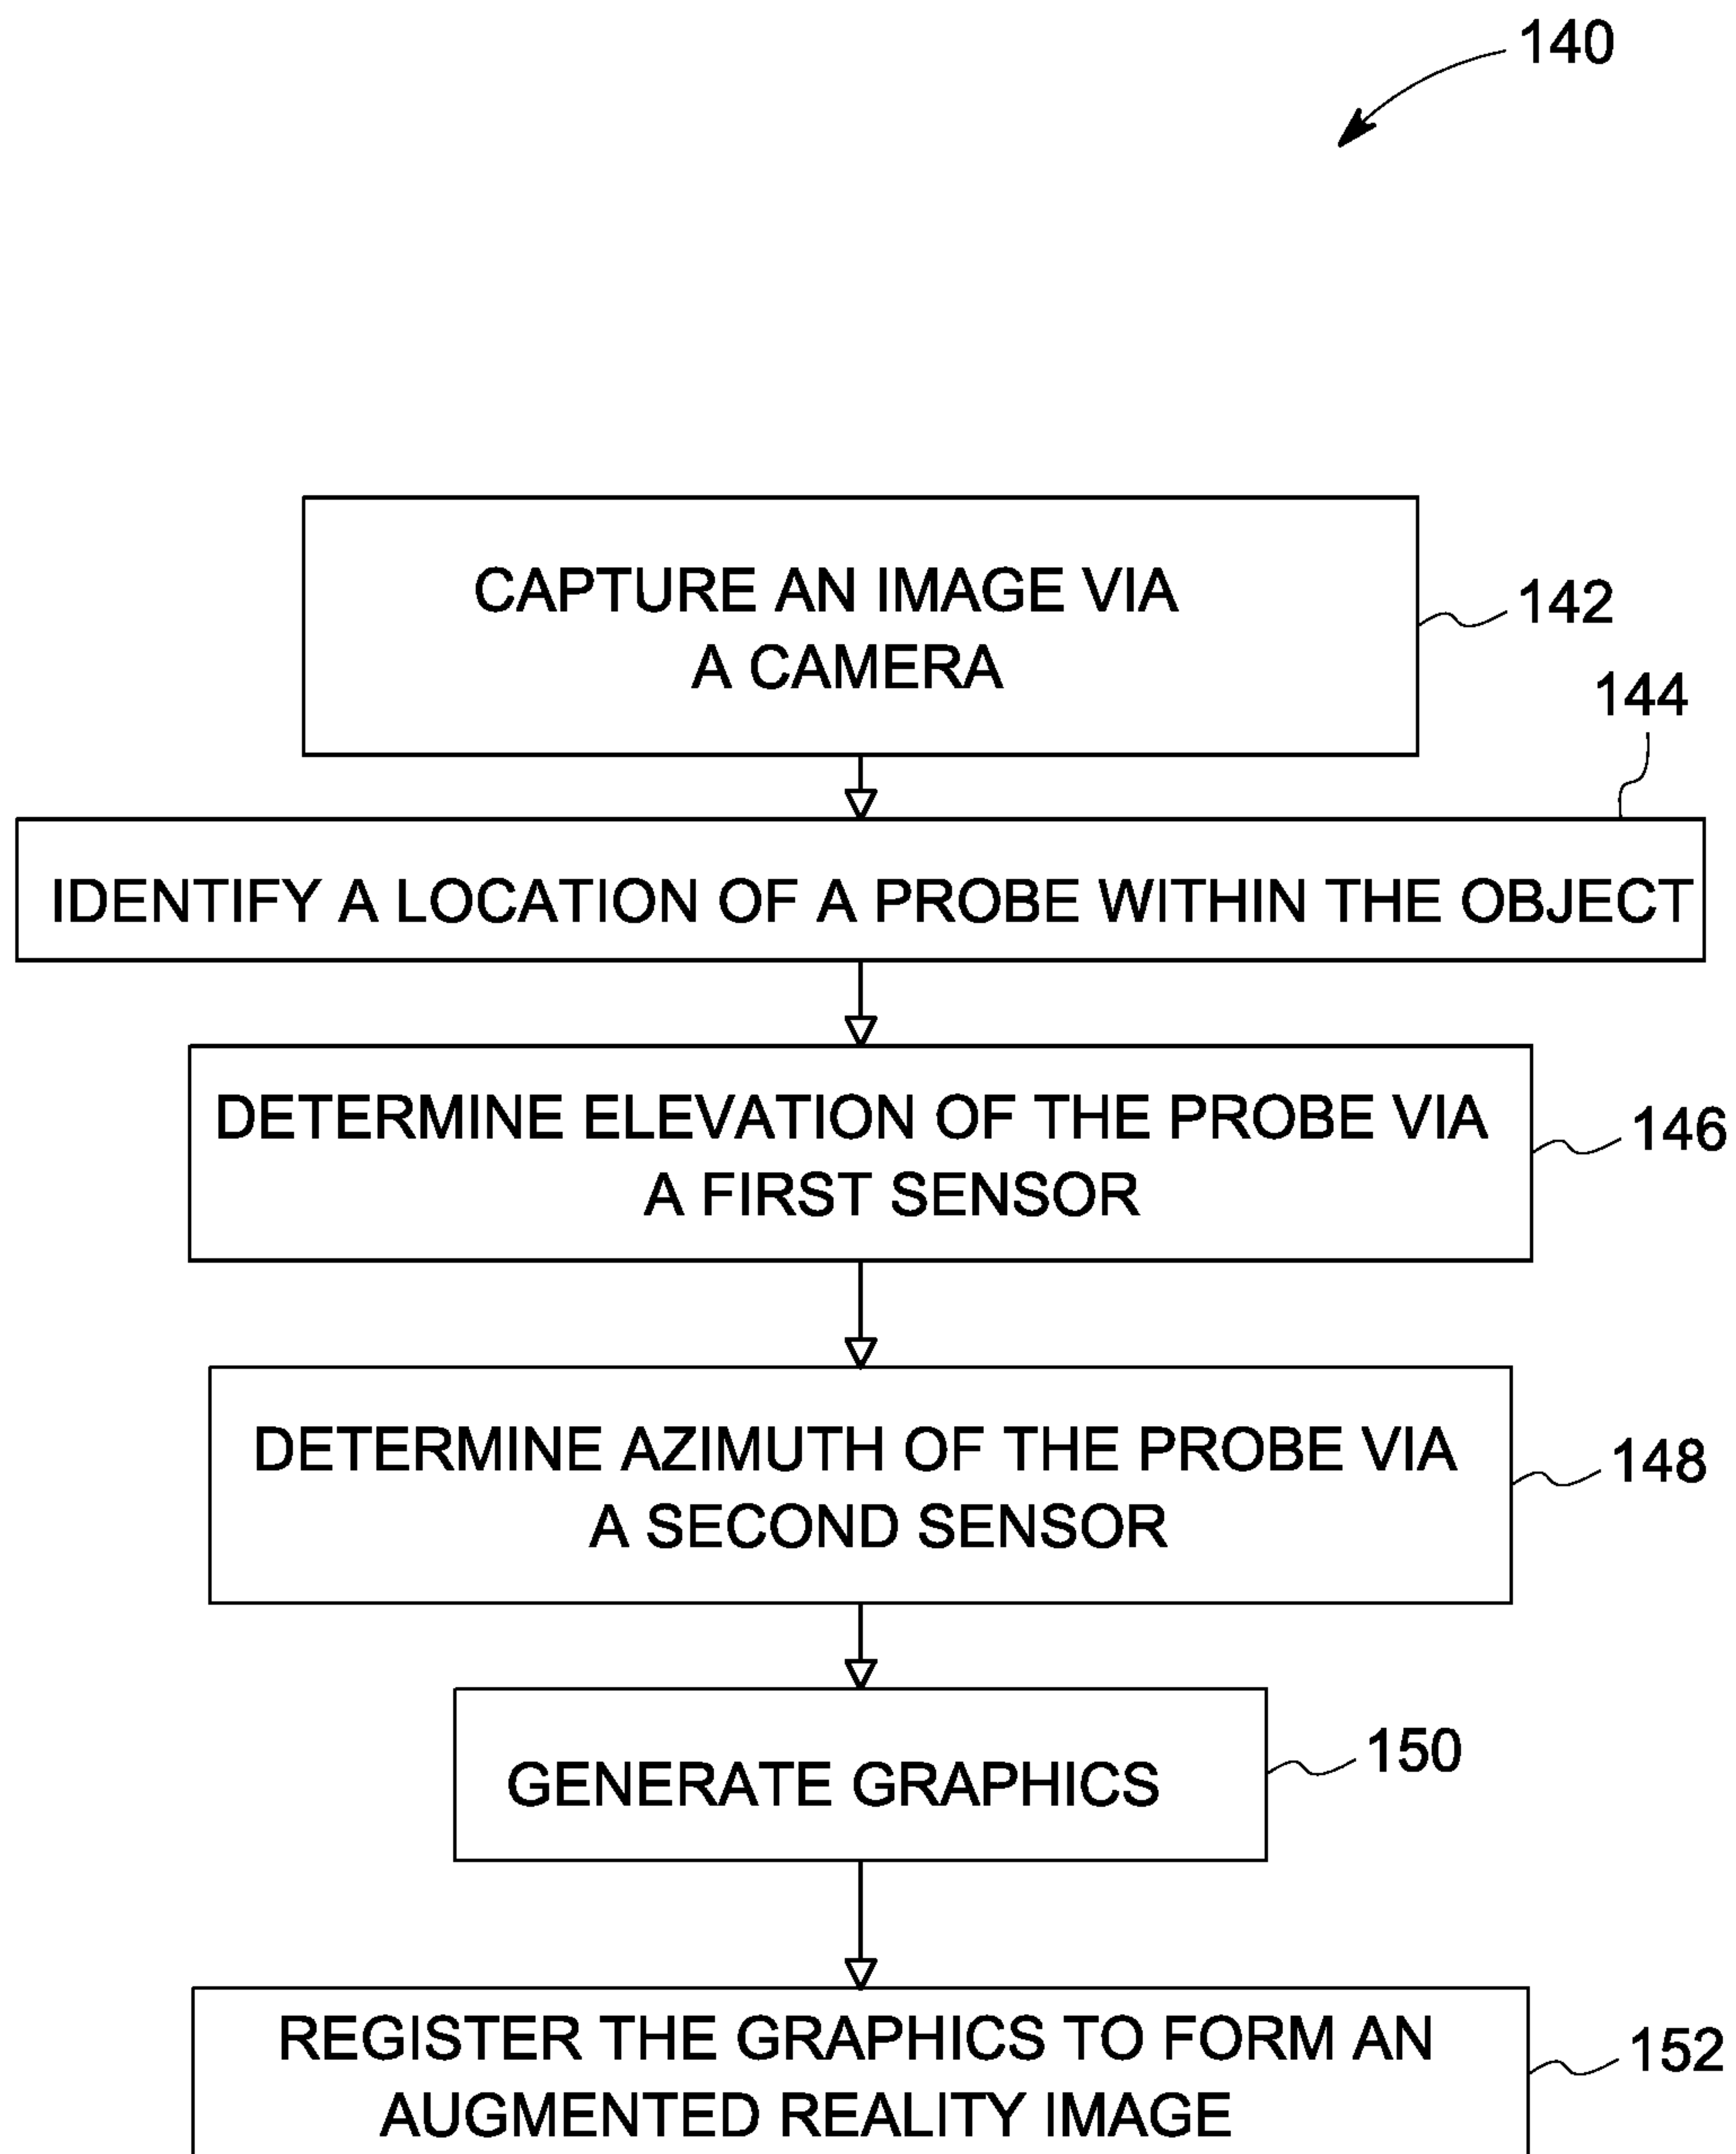 140
CAPTURE AN IMAGE VIA
A CAMERA
142
144
IDENTIFY A LOCATION OF A PROBE WITHIN THE OBJECT
DETERMINE ELEVATION OF THE PROBE VIA
A FIRST SENSOR
146
DETERMINE AZIMUTH OF THE PROBE VIA
A SECOND SENSOR
148
GENERATE GRAPHICS
150
REGISTER THE GRAPHICS TO FORM AN
AUGMENTED REALITY IMAGE
152